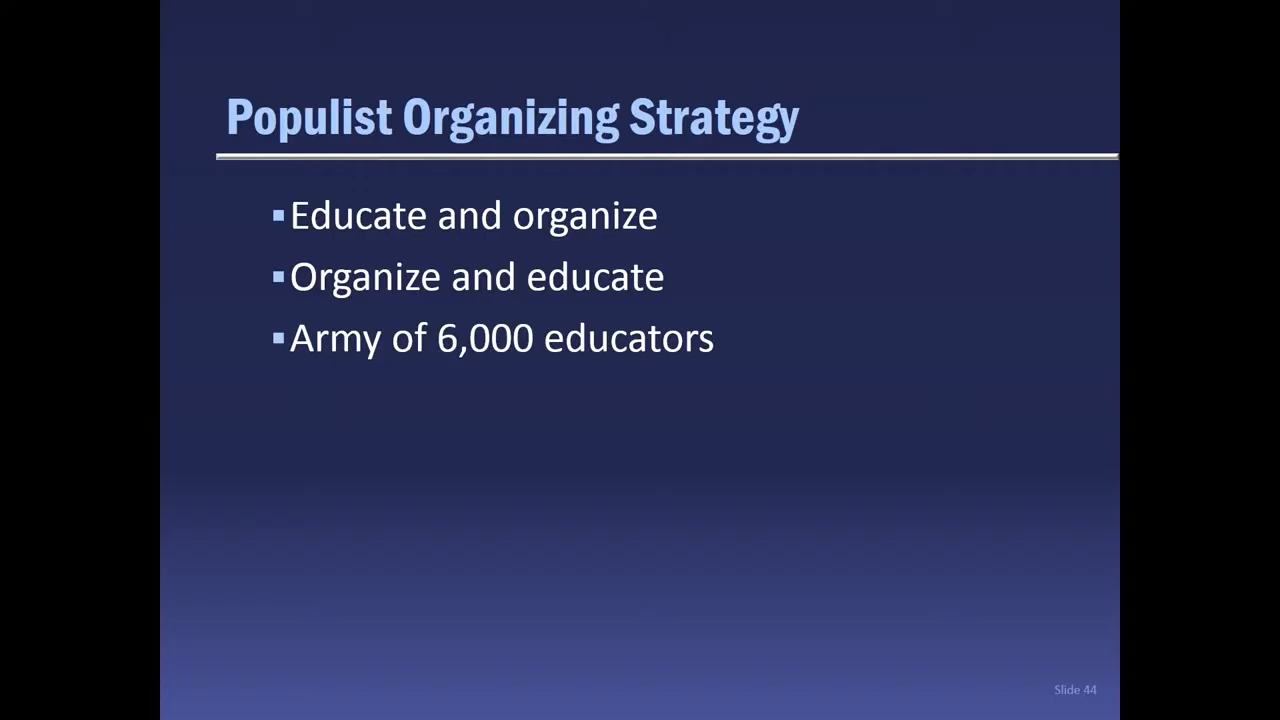 Populist Organizing Strategy
▪Educate and organize
▪Organize and educate
▪Army of 6,000 educators
Slide 44